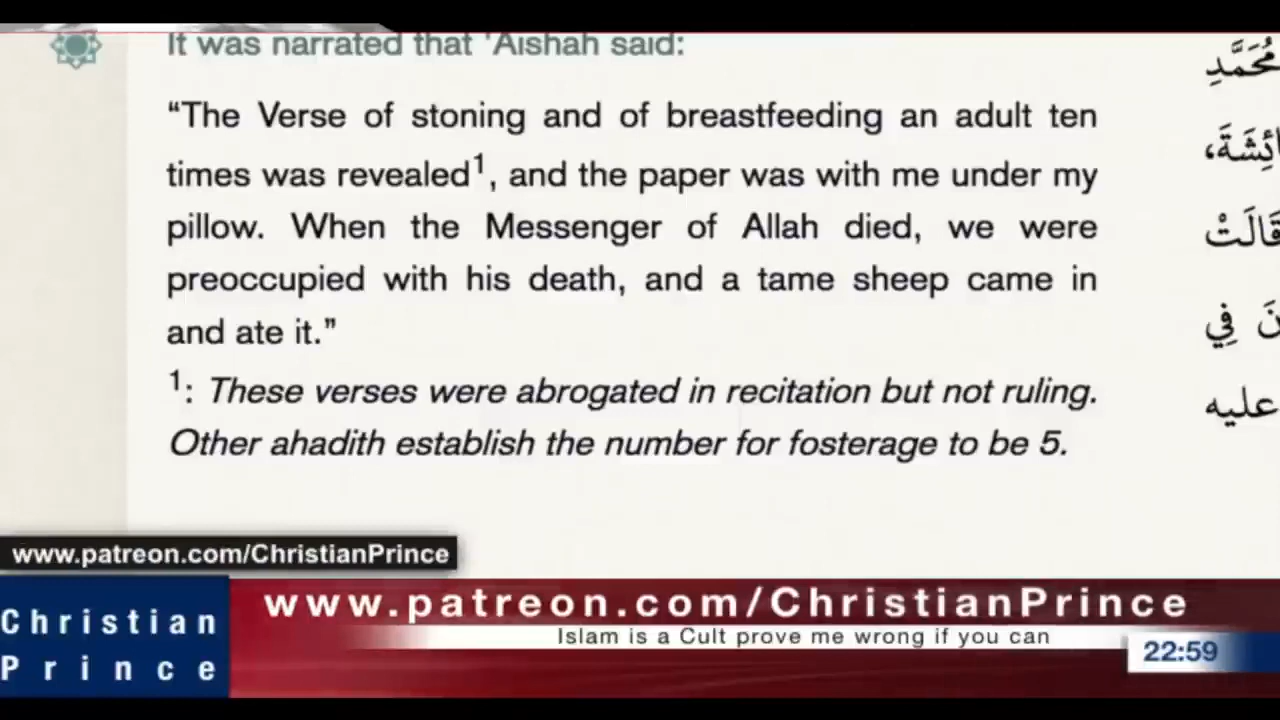 It was narrated that 'Aishah said:
“The Verse of stoning and of breastfeeding an adult ten
times was revealed1, and the paper was with me under my
pillow. When the Messenger of Allah died, we were
preoccupied with his death, and a tame sheep came in
and ate it.”
1: These verses were abrogated in recitation but not ruling.
Other ahadith establish the number for fosterage to be 5.
مُحَمَّدِ
قَالَتْ
فِي
عليه
www.patreon.com/ChristianPrince
Christian
Prince
www.patreon.com/ChristianPrince
Islam is a Cult prove me wrong if you can
22:59